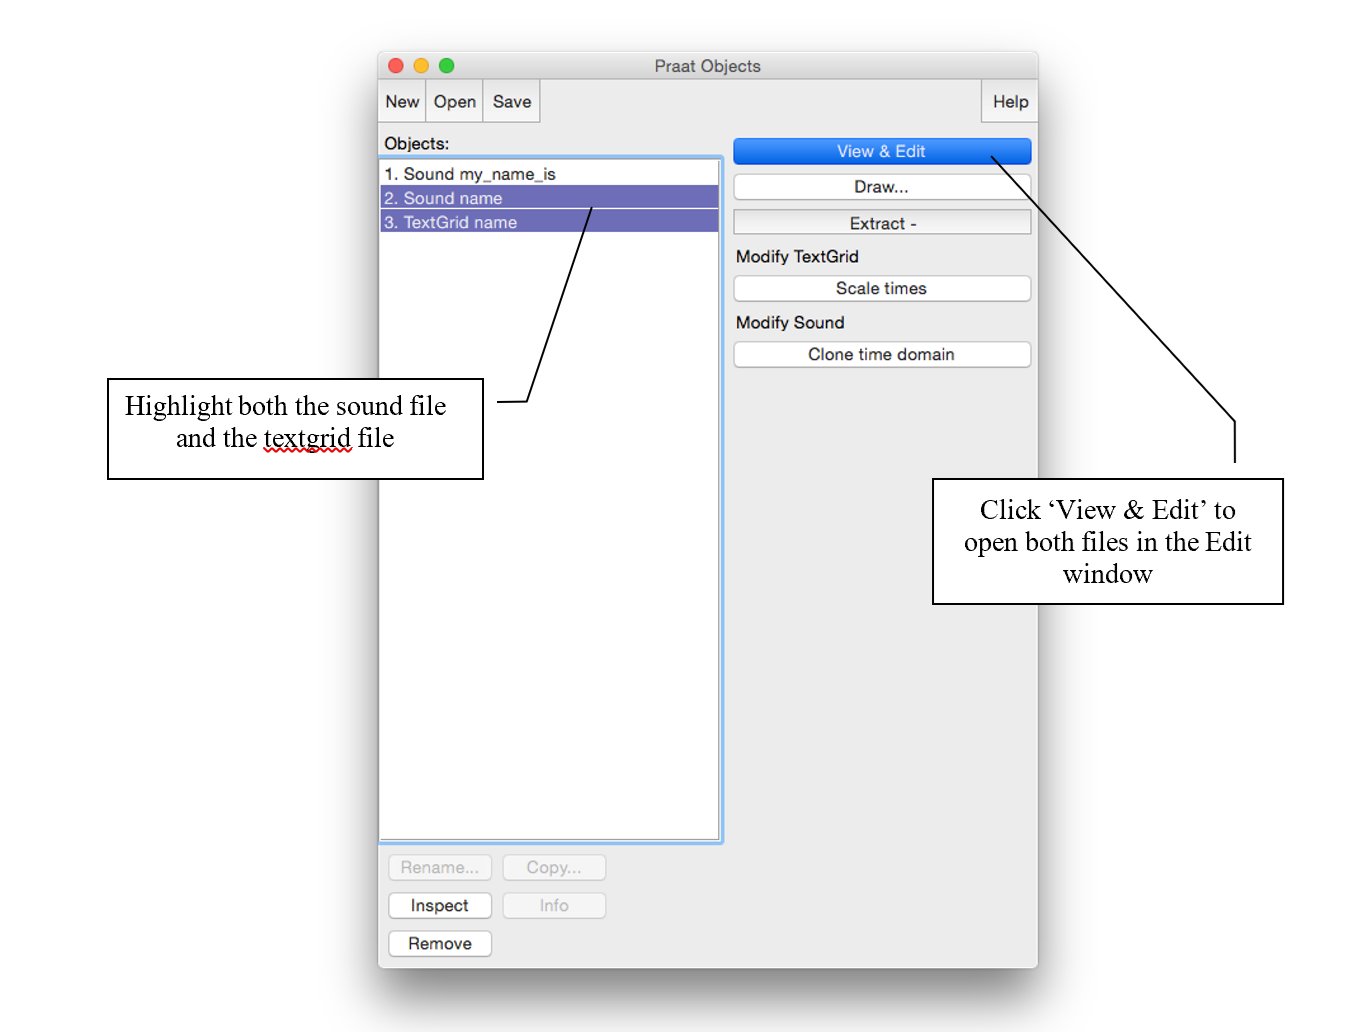 Praat Objects
New Open Save Help
Objects:
1. Sound my_name_is
2. Sound name
3. TextGrid name
View & Edit
Draw...
Extract -
Modify TextGrid
Scale times
Modify Sound
Clone time domain
Highlight both the sound file
and the textgrid file
Click ‘View & Edit’ to
open both files in the Edit
window
Rename... Copy...
Inspect Info
Remove